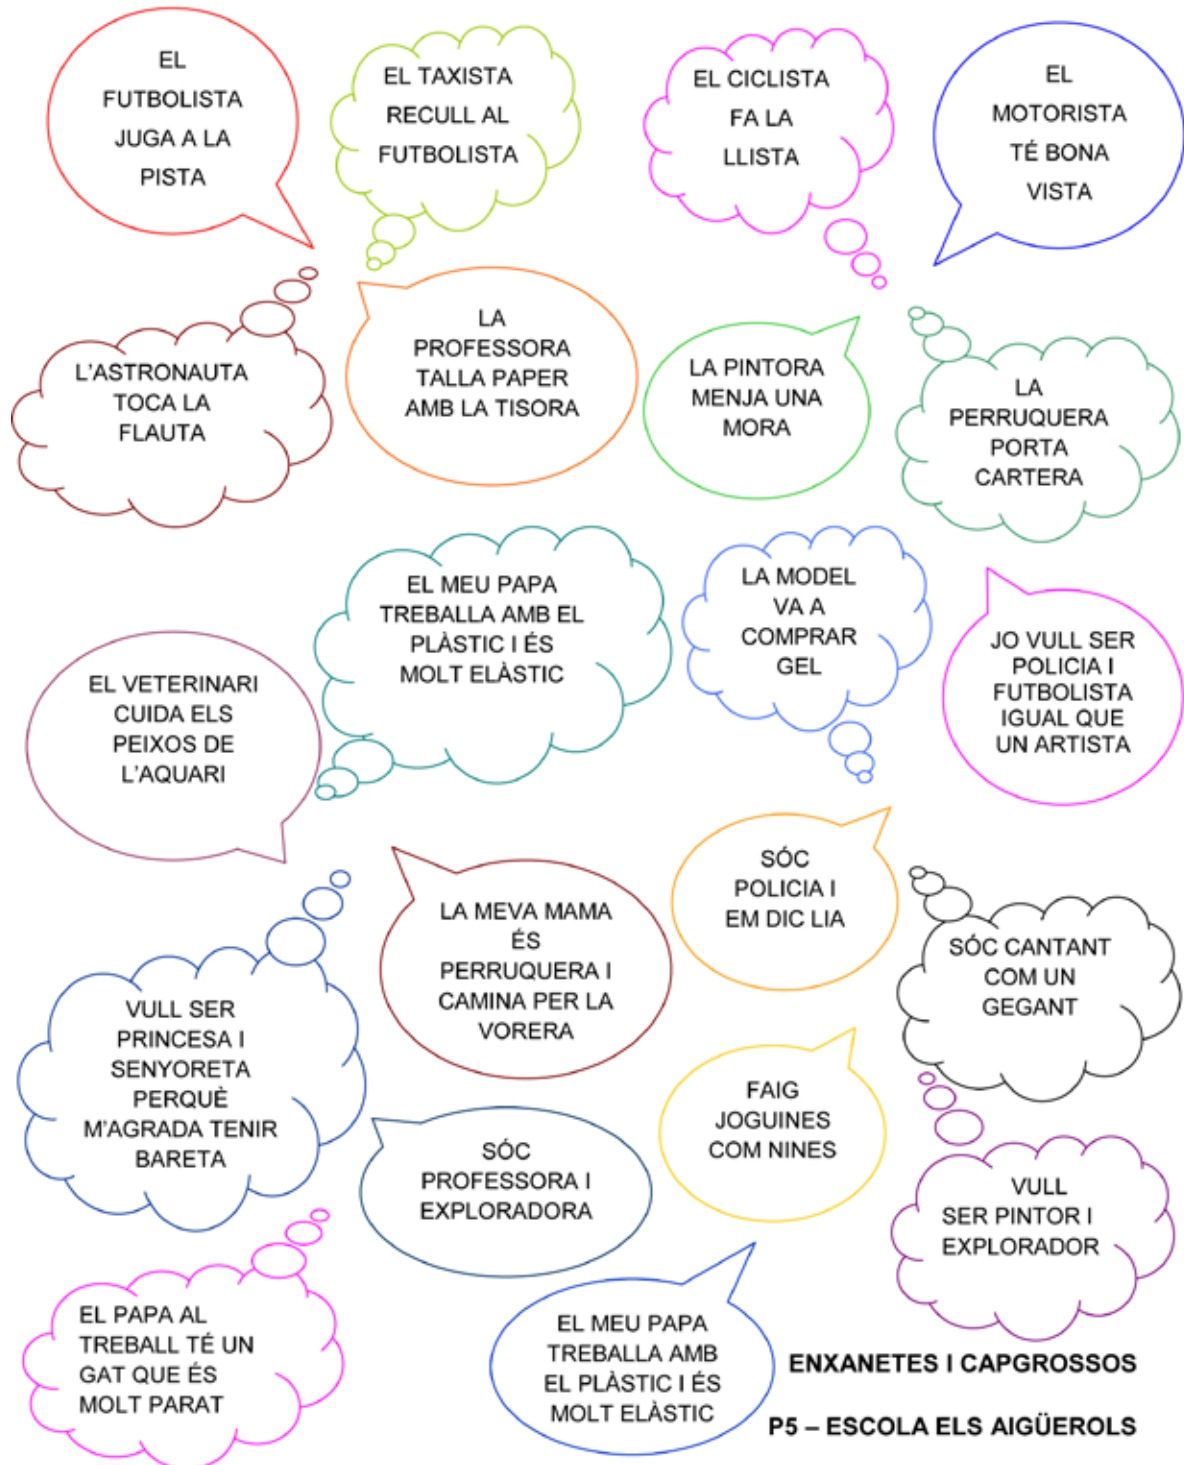 EL
FUTBOLISTA
JUGA A LA
PISTA
EL TAXISTA
RECULL AL
FUTBOLISTA
EL CICLISTA
FA LA
LLISTA
EL
MOTORISTA
TÉ BONA
VISTA
L'ASTRONAUTA
TOCA LA
FLAUTA
LA
PROFESSORA
TALLA PAPER
AMB LA TISORA
LA PINTORA
MENJA UNA
MORA
LA
PERRUQUERA
PORTA
CARTERA
EL VETERINARI
CUIDA ELS
PEIXOS DE
L'AQUARI
EL MEU PAPA
TREBALLA AMB EL
PLÀSTIC I ÉS
MOLT ELÀSTIC
LA MODEL
VA A
COMPRAR
GEL
JO VULL SER
POLICIA I
FUTBOLISTA
IGUAL QUE
UN ARTISTA
VULL SER
PRINCESA I
SENYORETA
PERQUÈ
M'AGRADA TENIR
BARETA
LA MEVA MAMA
ÉS
PERRUQUERA I
CAMINA PER LA
VORERA
SÓC
POLICIA I
EM DIC LIA
SÓC CANTANT
COM UN
GEGANT
SÓC
PROFESSORA I
EXPLORADORA
FAIG
JOGUINES
COM NINES
VULL
SER PINTOR I
EXPLORADOR
EL PAPA AL
TREBALL TÉ UN
GAT QUE ÉS
MOLT PARAT
EL MEU PAPA
TREBALLA AMB
EL PLÀSTIC I ÉS
MOLT ELÀSTIC
ENXANETES I CAPGROSSOS
P5 – ESCOLA ELS AIGÜEROLS